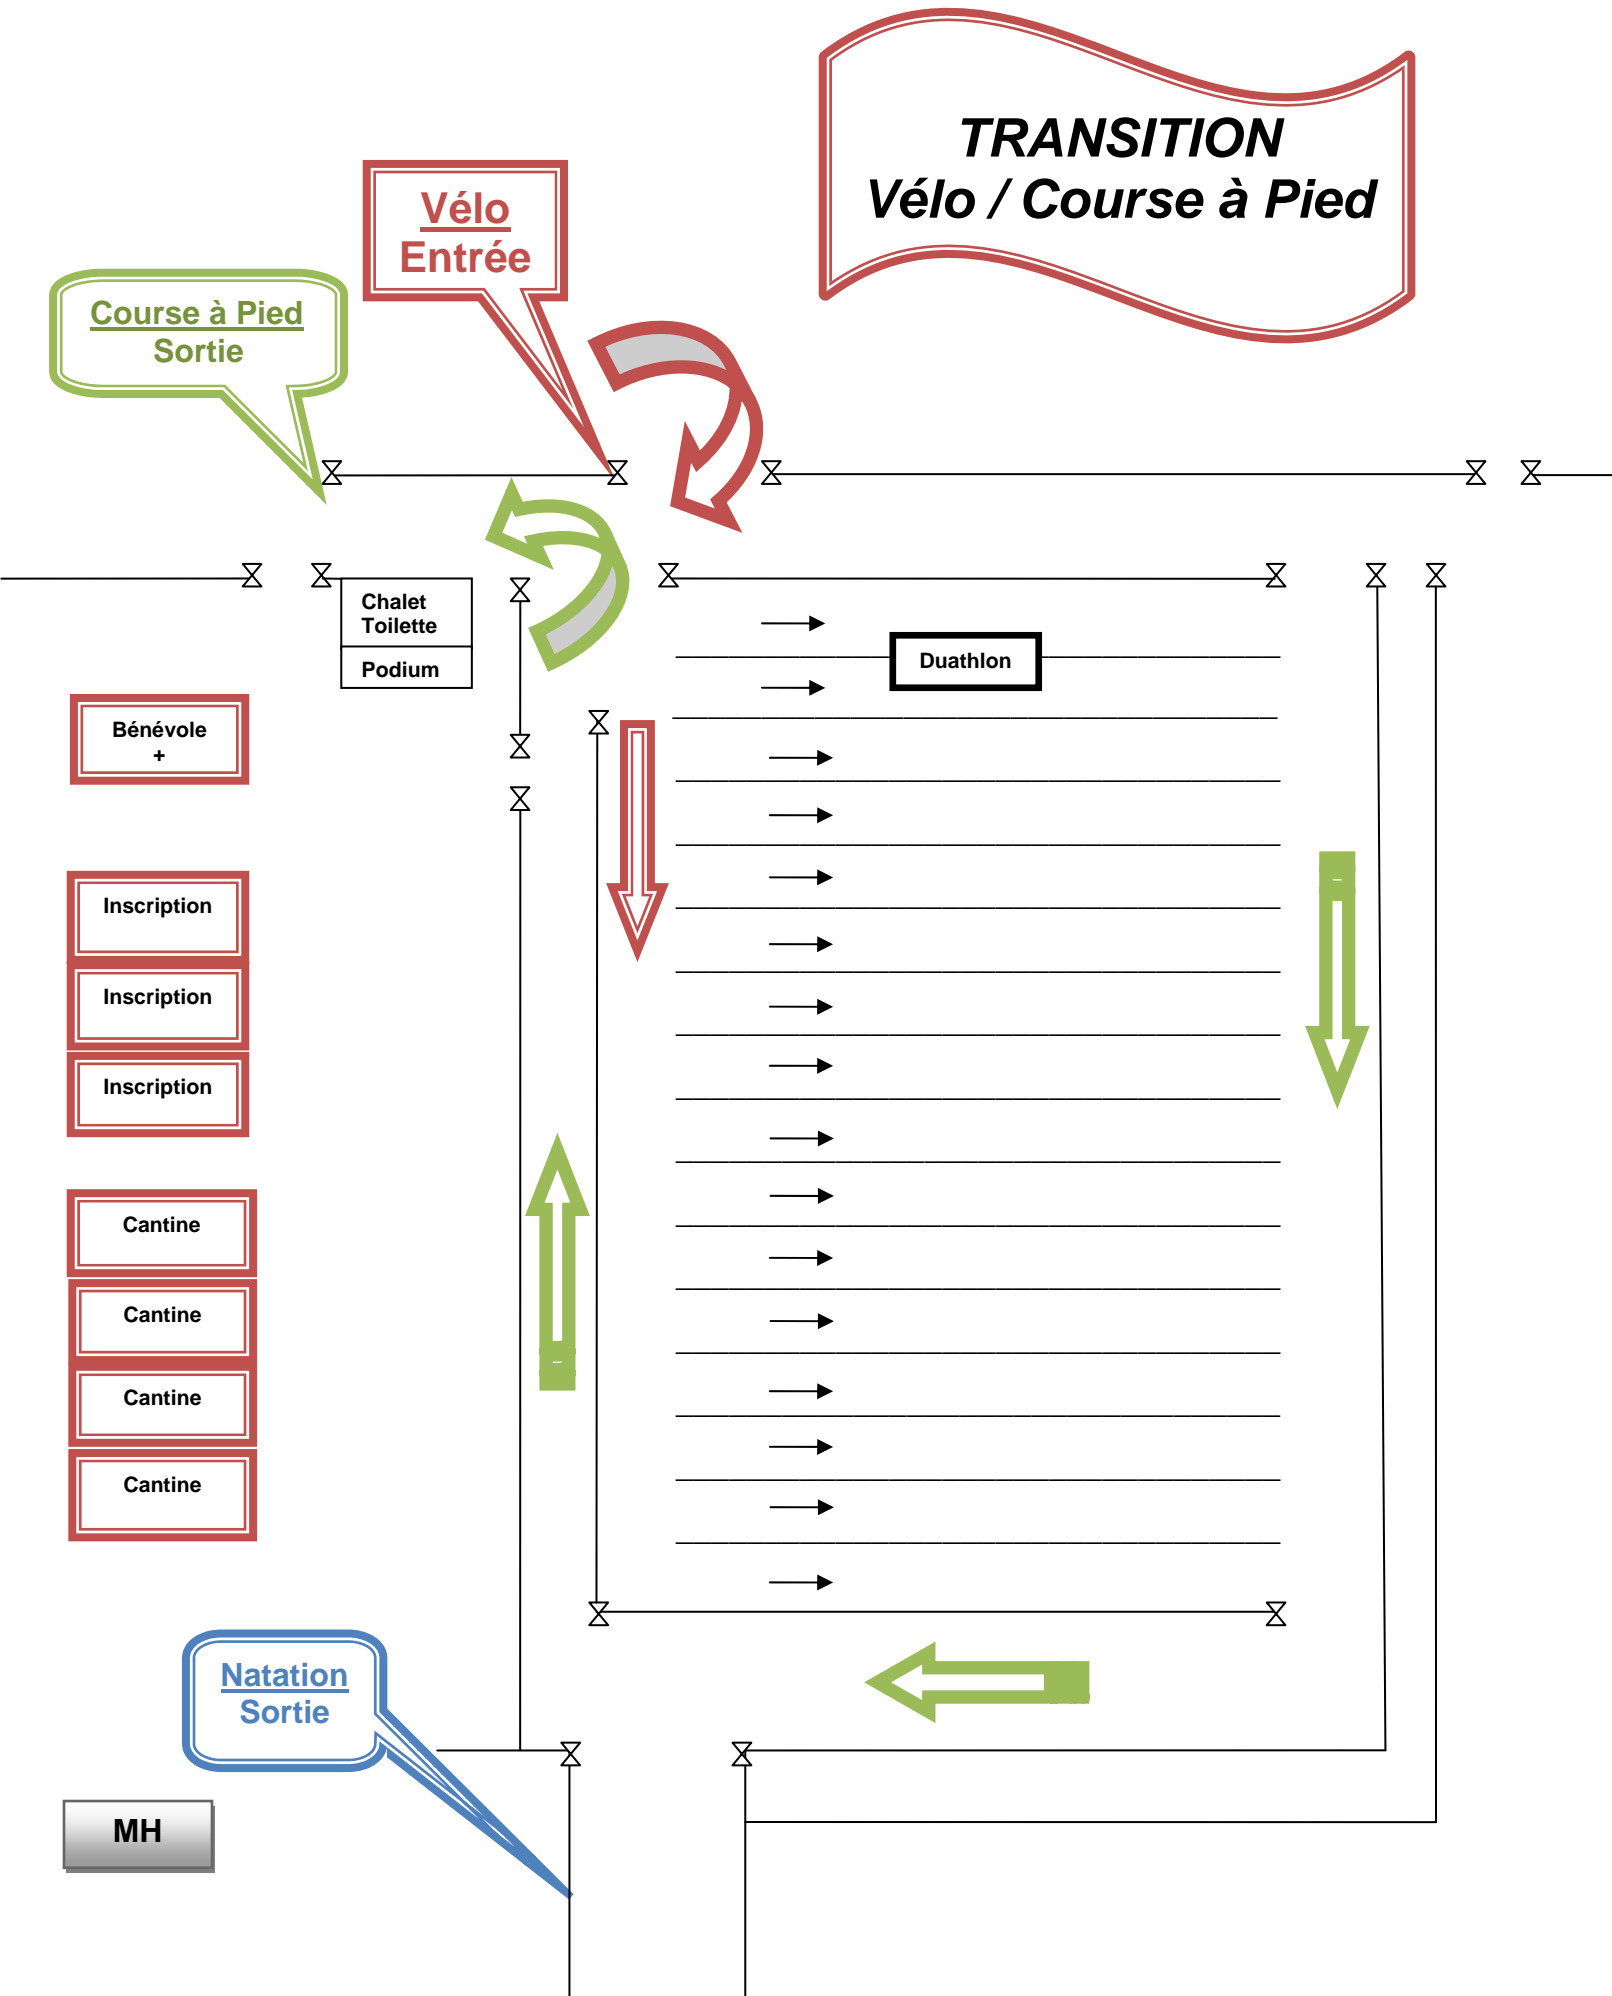 TRANSITION
Vélo / Course à Pied
Vélo
Entrée
Course à Pied
Sortie
Chalet
Toilette
Podium
Duathlon
Bénévole
+
Inscription
Inscription
Inscription
Cantine
Cantine
Cantine
Cantine
Natation
Sortie
MH